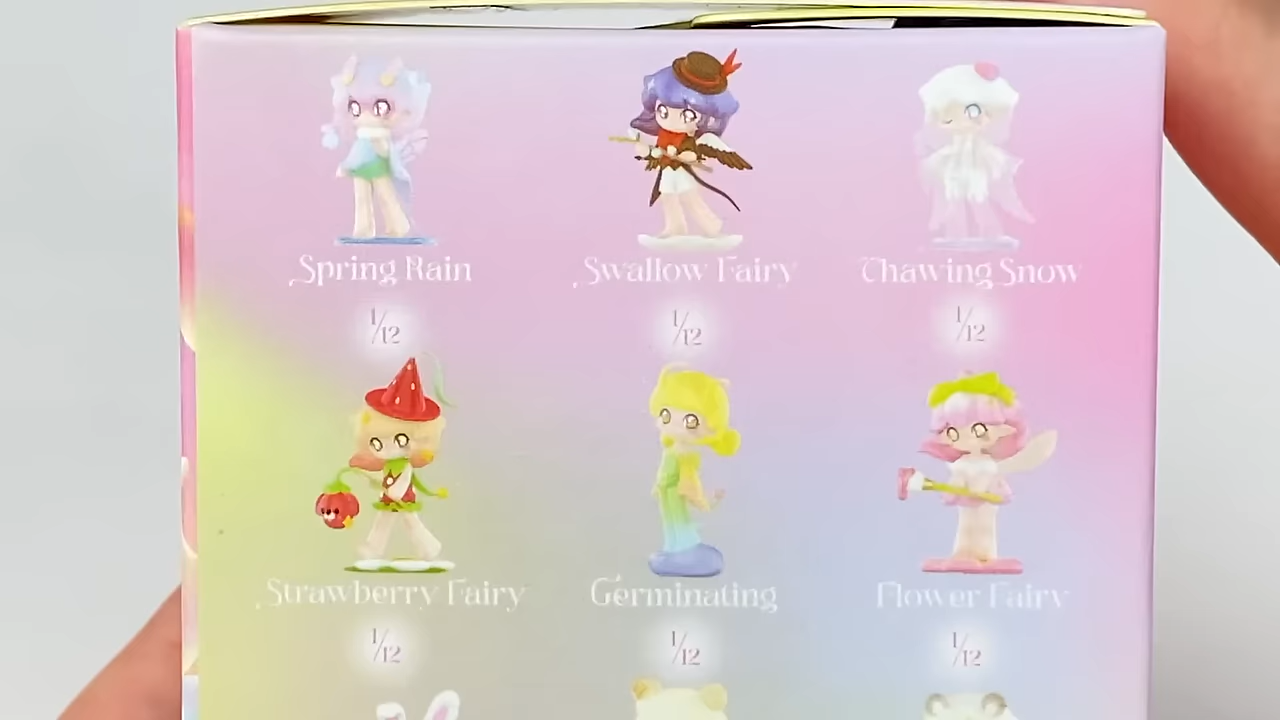 Spring Rain
Swallow Fairy
Thawing Snow
1/12
1/12
1/12
Strawberry Fairy
Germinating
Flower Fairy
1/12
1/12
1/12